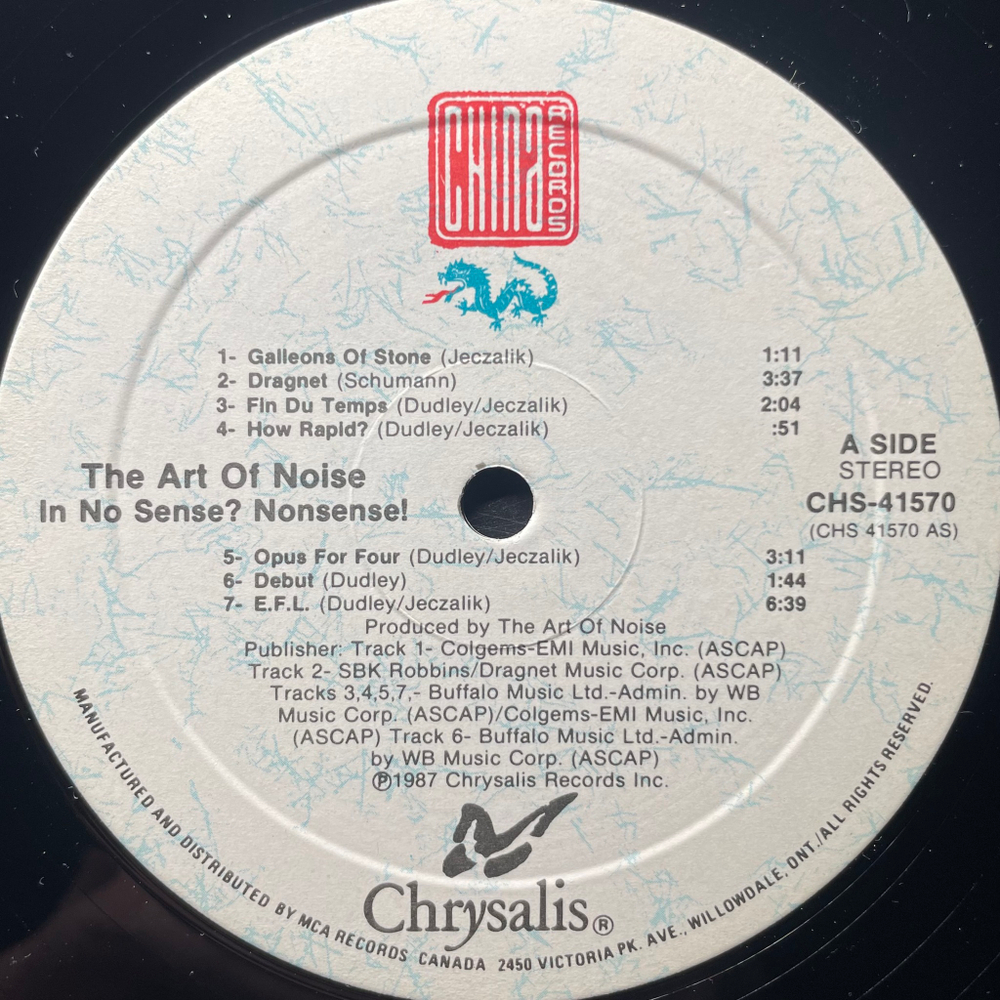 CHINA RECORDS
1- Galleons Of Stone (Jeczalik) 1:11
2- Dragnet (Schumann) 3:37
3- Fin Du Temps (Dudley/Jeczalik) 2:04
4- How Rapid? (Dudley/Jeczalik) :51
The Art Of Noise
In No Sense? Nonsense!
A SIDE
STEREO
CHS-41570
(CHS 41570 AS)
5- Opus For Four (Dudley/Jeczalik) 3:11
6- Debut (Dudley) 1:44
7- E.F.L. (Dudley/Jeczalik) 6:39
Produced by The Art Of Noise
Publisher: Track 1- Colgems-EMI Music, Inc. (ASCAP)
Track 2- SBK Robbins/Dragnet Music Corp. (ASCAP)
Tracks 3,4,5,7,- Buffalo Music Ltd.-Admin. by WB
Music Corp. (ASCAP)/Colgems-EMI Music, Inc.
(ASCAP) Track 6- Buffalo Music Ltd.-Admin.
by WB Music Corp. (ASCAP)
℗1987 Chrysalis Records Inc.
Chrysalis®
MANUFACTURED AND DISTRIBUTED BY MCA RECORDS CANADA 2450 VICTORIA PK. AVE., WILLOWDALE, ONT./ALL RIGHTS RESERVED.